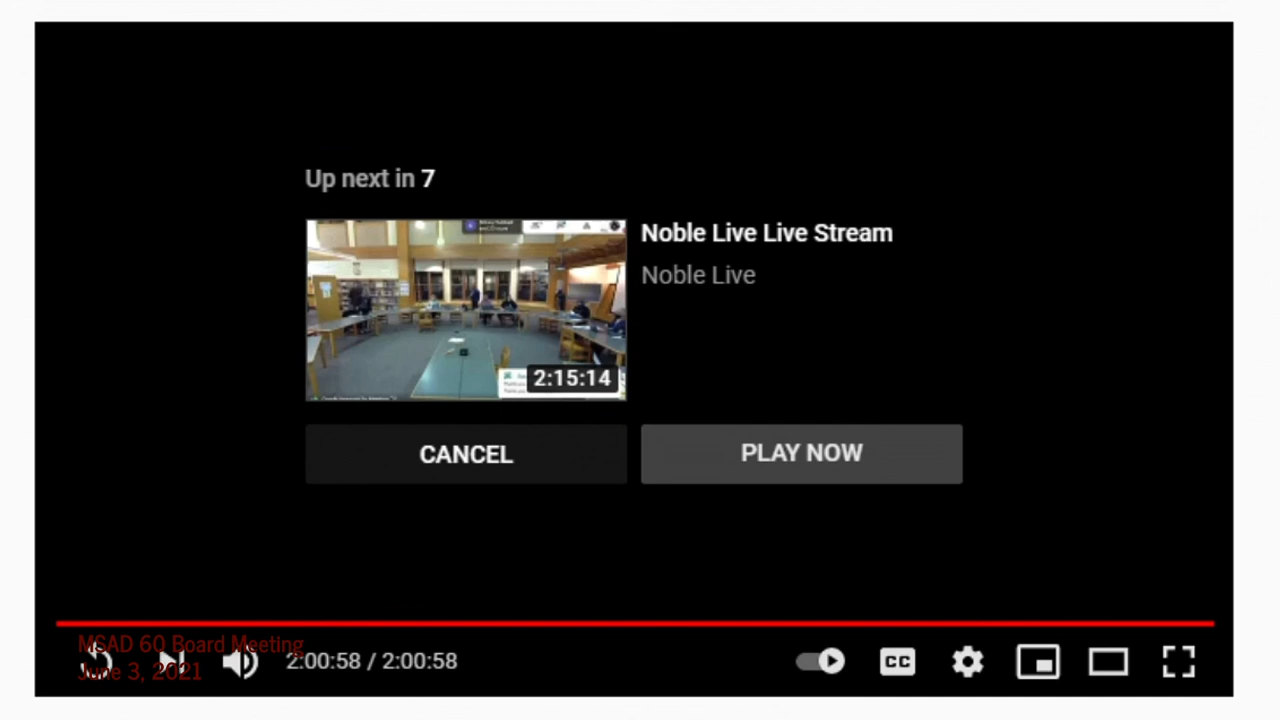 Up next in 7
Noble Live Live Stream
Noble Live
2:15:14
CANCEL
PLAY NOW
MSAD 60 Board Meeting
June 3, 2021
2:00:58 / 2:00:58
CC